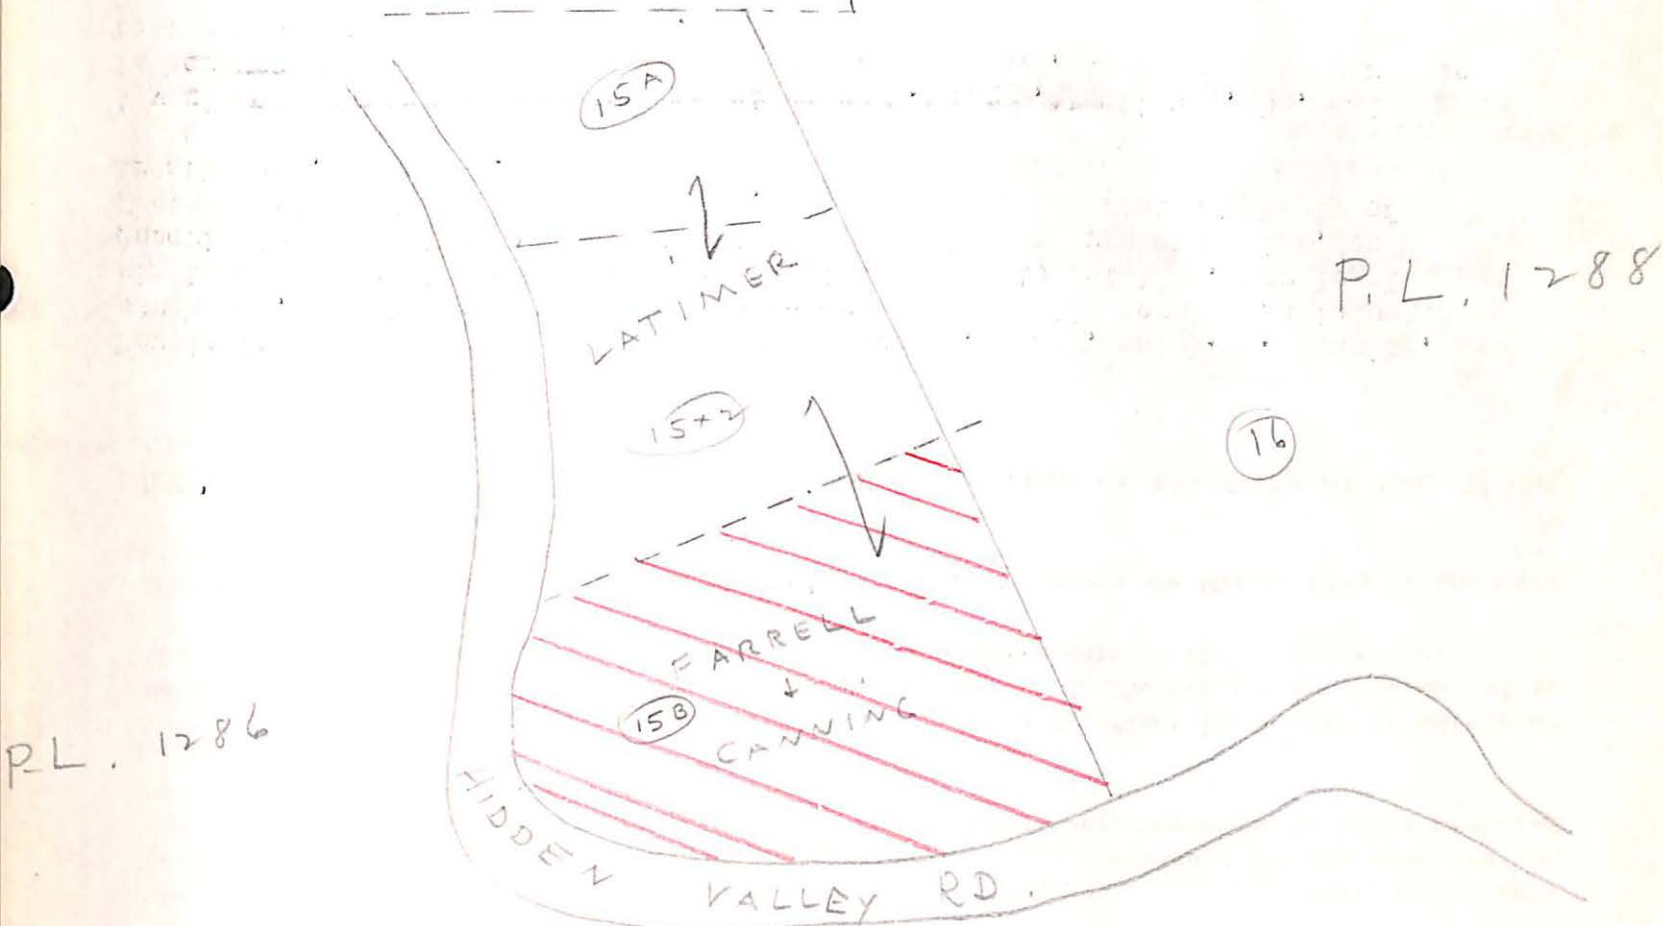 15A
LATIMER
P.L. 1288
15+2
16
FARRELL
15B
CANNING
P.L. 1286
HIDDEN VALLEY RD.